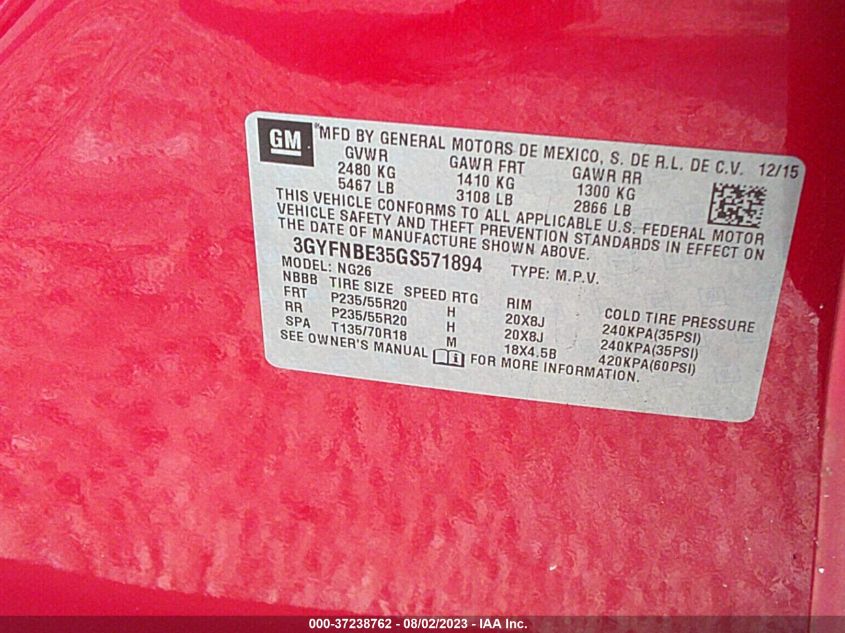 GM
"MFD BY GENERAL MOTORS DE MEXICO, S. DE R.L. DE C.V. 12/15
GVWR GAWR FRT GAWR RR
2480 KG 1410 KG 1300 KG
5467 LB 3108 LB 2866 LB
THIS VEHICLE CONFORMS TO ALL APPLICABLE U.S. FEDERAL MOTOR
VEHICLE SAFETY AND THEFT PREVENTION STANDARDS IN EFFECT ON
THE DATE OF MANUFACTURE SHOWN ABOVE.
3GYFNBE35GS571894 TYPE: M.P.V.
MODEL: NG26
NBBB TIRE SIZE SPEED RTG RIM COLD TIRE PRESSURE
FRT P235/55R20 H 20X8J 240KPA(35PSI)
RR P235/55R20 H 20X8J 240KPA(35PSI)
SPA T135/70R18 M 18X4.5B 420KPA(60PSI)
SEE OWNER'S MANUAL FOR MORE INFORMATION.
000-37238762 - 08/02/2023 - IAA Inc.